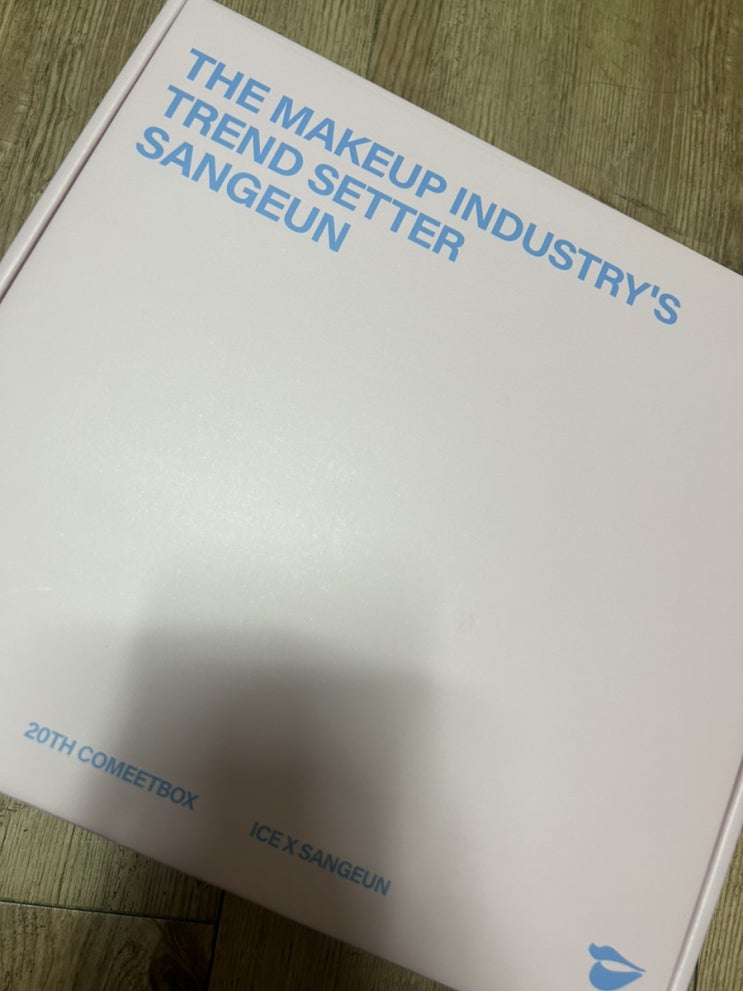 THE MAKEUP INDUSTRY'S
TREND SETTER
SANGEUN
20TH COMEETBOX
ICE X SANGEUN